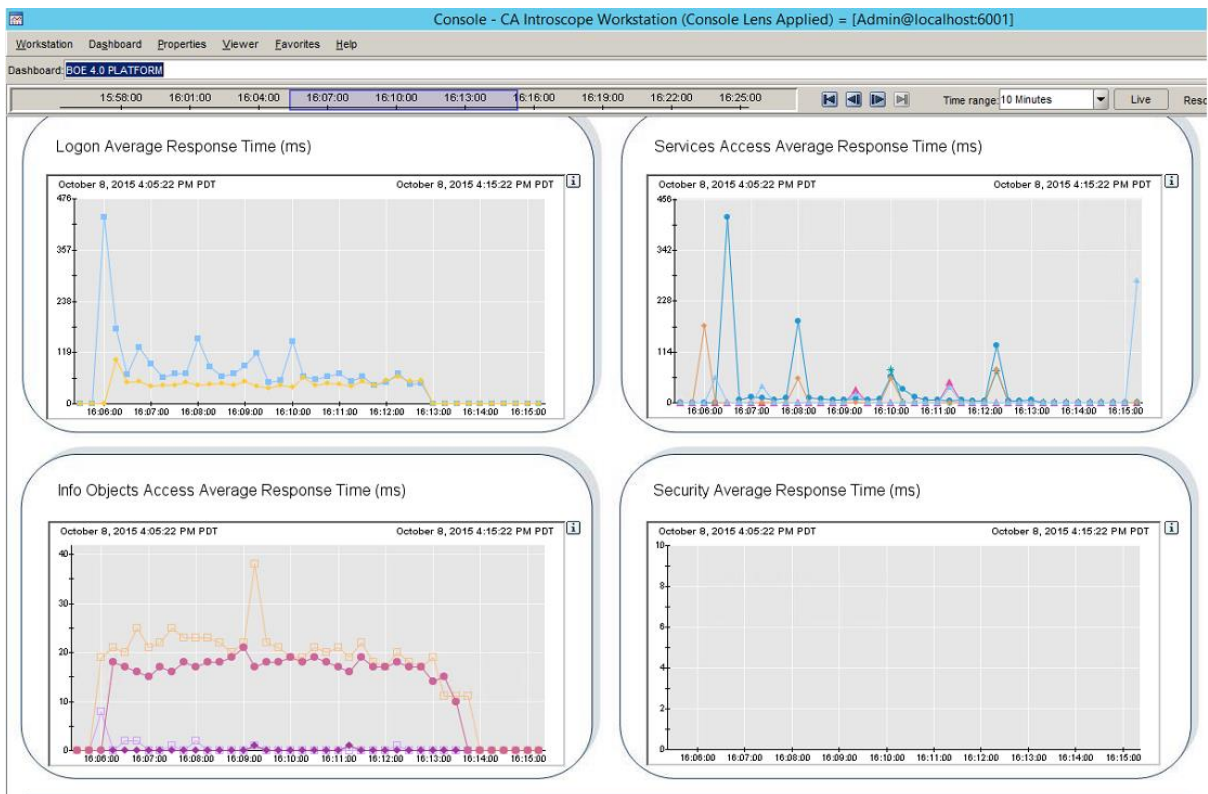 Console - CA Introscope Workstation (Console Lens Applied) = [Admin@localhost:6001]
Workstation Dashboard Properties Viewer Favorites Help
Dashboard: BOE 4.0 PLATFORM
15:58:00 16:01:00 16:04:00 16:07:00 16:10:00 16:13:00 16:16:00 16:19:00 16:22:00 16:25:00 Time range: 10 Minutes Live Reso
Logon Average Response Time (ms)
October 8, 2015 4:05:22 PM PDT October 8, 2015 4:15:22 PM PDT
476
357
238
119
0
16:06:00 16:07:00 16:08:00 16:09:00 16:10:00 16:11:00 16:12:00 16:13:00 16:14:00 16:15:00
Services Access Average Response Time (ms)
October 8, 2015 4:05:22 PM PDT October 8, 2015 4:15:22 PM PDT
456
342
228
114
0
16:06:00 16:07:00 16:08:00 16:09:00 16:10:00 16:11:00 16:12:00 16:13:00 16:14:00 16:15:00
Info Objects Access Average Response Time (ms)
October 8, 2015 4:05:22 PM PDT October 8, 2015 4:15:22 PM PDT
40
30
20
10
0
16:06:00 16:07:00 16:08:00 16:09:00 16:10:00 16:11:00 16:12:00 16:13:00 16:14:00 16:15:00
Security Average Response Time (ms)
October 8, 2015 4:05:22 PM PDT October 8, 2015 4:15:22 PM PDT
10
8
6
4
2
0
16:06:00 16:07:00 16:08:00 16:09:00 16:10:00 16:11:00 16:12:00 16:13:00 16:14:00 16:15:00